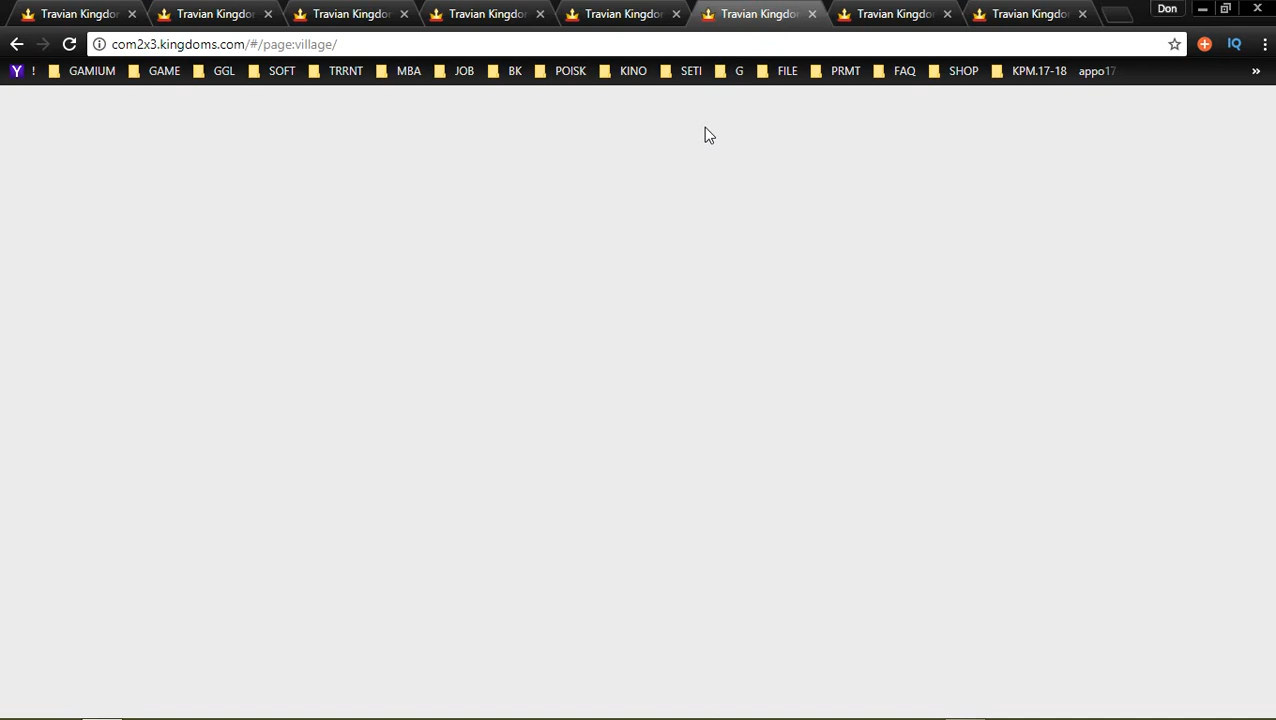 Travian Kingdo Travian Kingdo Travian Kingdo Travian Kingdo Travian Kingdo Travian Kingdo Travian Kingdo Travian Kingdo Don
com2x3.kingdoms.com/#/page:village/ IQ
Y ! GAMIUM GAME GGL SOFT TRRNT MBA JOB BK POISK KINO SETI G FILE PRMT FAQ SHOP KPM.17-18 appo17 »